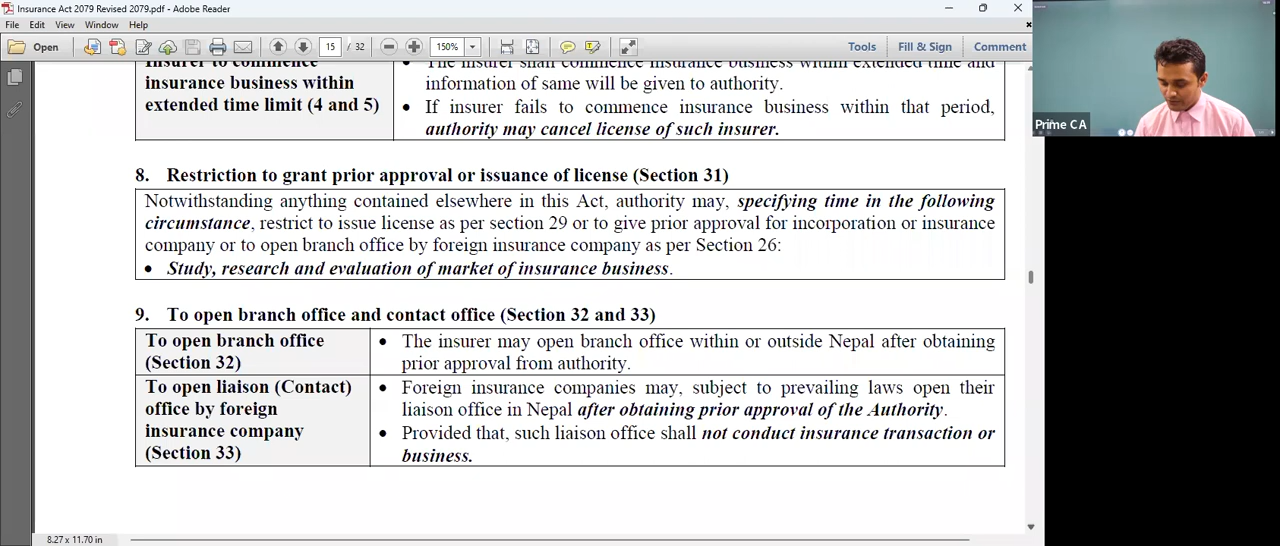 Insurance Act 2079 Revised 2079.pdf - Adobe Reader
File Edit View Window Help
Open 15 / 32 150% Tools Fill & Sign Comment
Insurer to commence
insurance business within
extended time limit (4 and 5)
• The insurer shall commence insurance business within extended time and
information of same will be given to authority.
• If insurer fails to commence insurance business within that period,
authority may cancel license of such insurer.
8. Restriction to grant prior approval or issuance of license (Section 31)
Notwithstanding anything contained elsewhere in this Act, authority may, specifying time in the following
circumstance, restrict to issue license as per section 29 or to give prior approval for incorporation or insurance
company or to open branch office by foreign insurance company as per Section 26:
• Study, research and evaluation of market of insurance business.
9. To open branch office and contact office (Section 32 and 33)
To open branch office
(Section 32)
• The insurer may open branch office within or outside Nepal after obtaining
prior approval from authority.
To open liaison (Contact)
office by foreign
insurance company
(Section 33)
• Foreign insurance companies may, subject to prevailing laws open their
liaison office in Nepal after obtaining prior approval of the Authority.
• Provided that, such liaison office shall not conduct insurance transaction or
business.
8.27 x 11.70 in
Prime CA